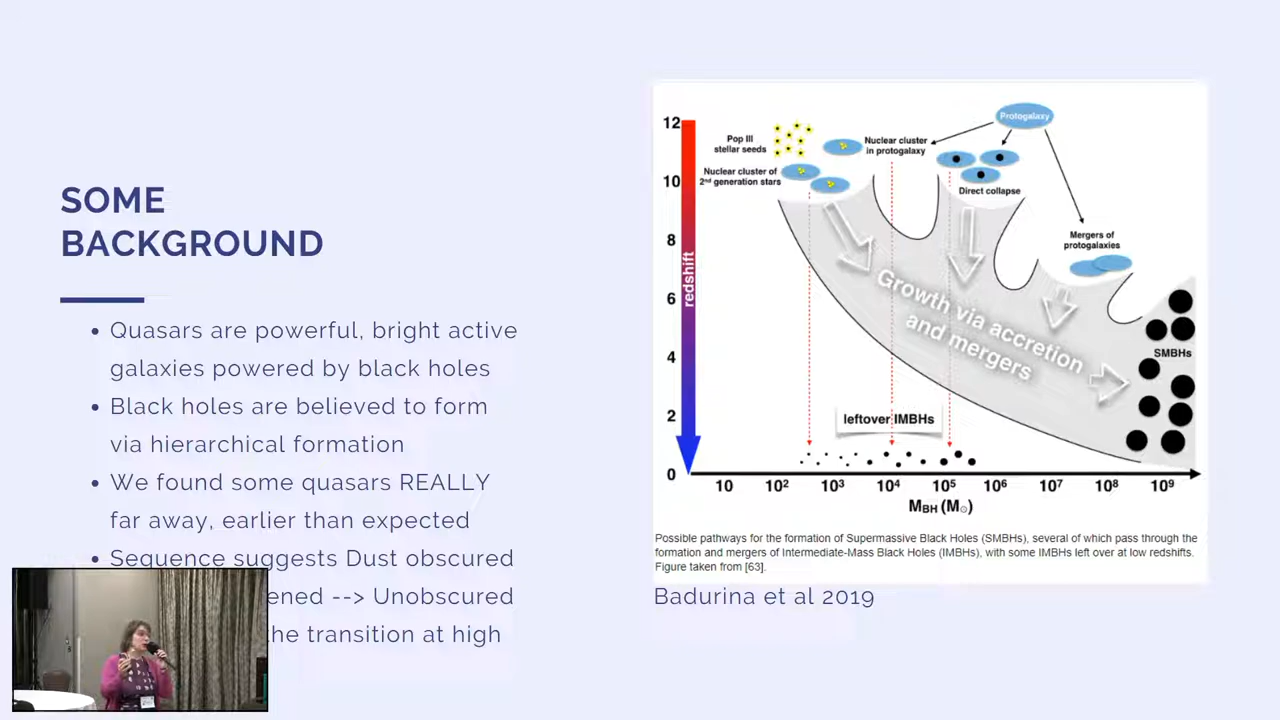 SOME
BACKGROUND
• Quasars are powerful, bright active
galaxies powered by black holes
• Black holes are believed to form
via hierarchical formation
• We found some quasars REALLY
far away, earlier than expected
• Sequence suggests Dust obscured
ened --> Unobscured
he transition at high
12
10
8
6
4
2
0
redshift
Pop III
stellar seeds
Nuclear cluster of
2nd generation stars
Nuclear cluster
in protogalaxy
Protogalaxy
Direct collapse
Mergers of
protogalaxies
Growth via accretion
and mergers
SMBHs
leftover IMBHs
10 10² 10³ 10⁴ 10⁵ 10⁶ 10⁷ 10⁸ 10⁹
M_BH (M☉)
Possible pathways for the formation of Supermassive Black Holes (SMBHs), several of which pass through the
formation and mergers of Intermediate-Mass Black Holes (IMBHs), with some IMBHs left over at low redshifts.
Figure taken from [63].
Badurina et al 2019